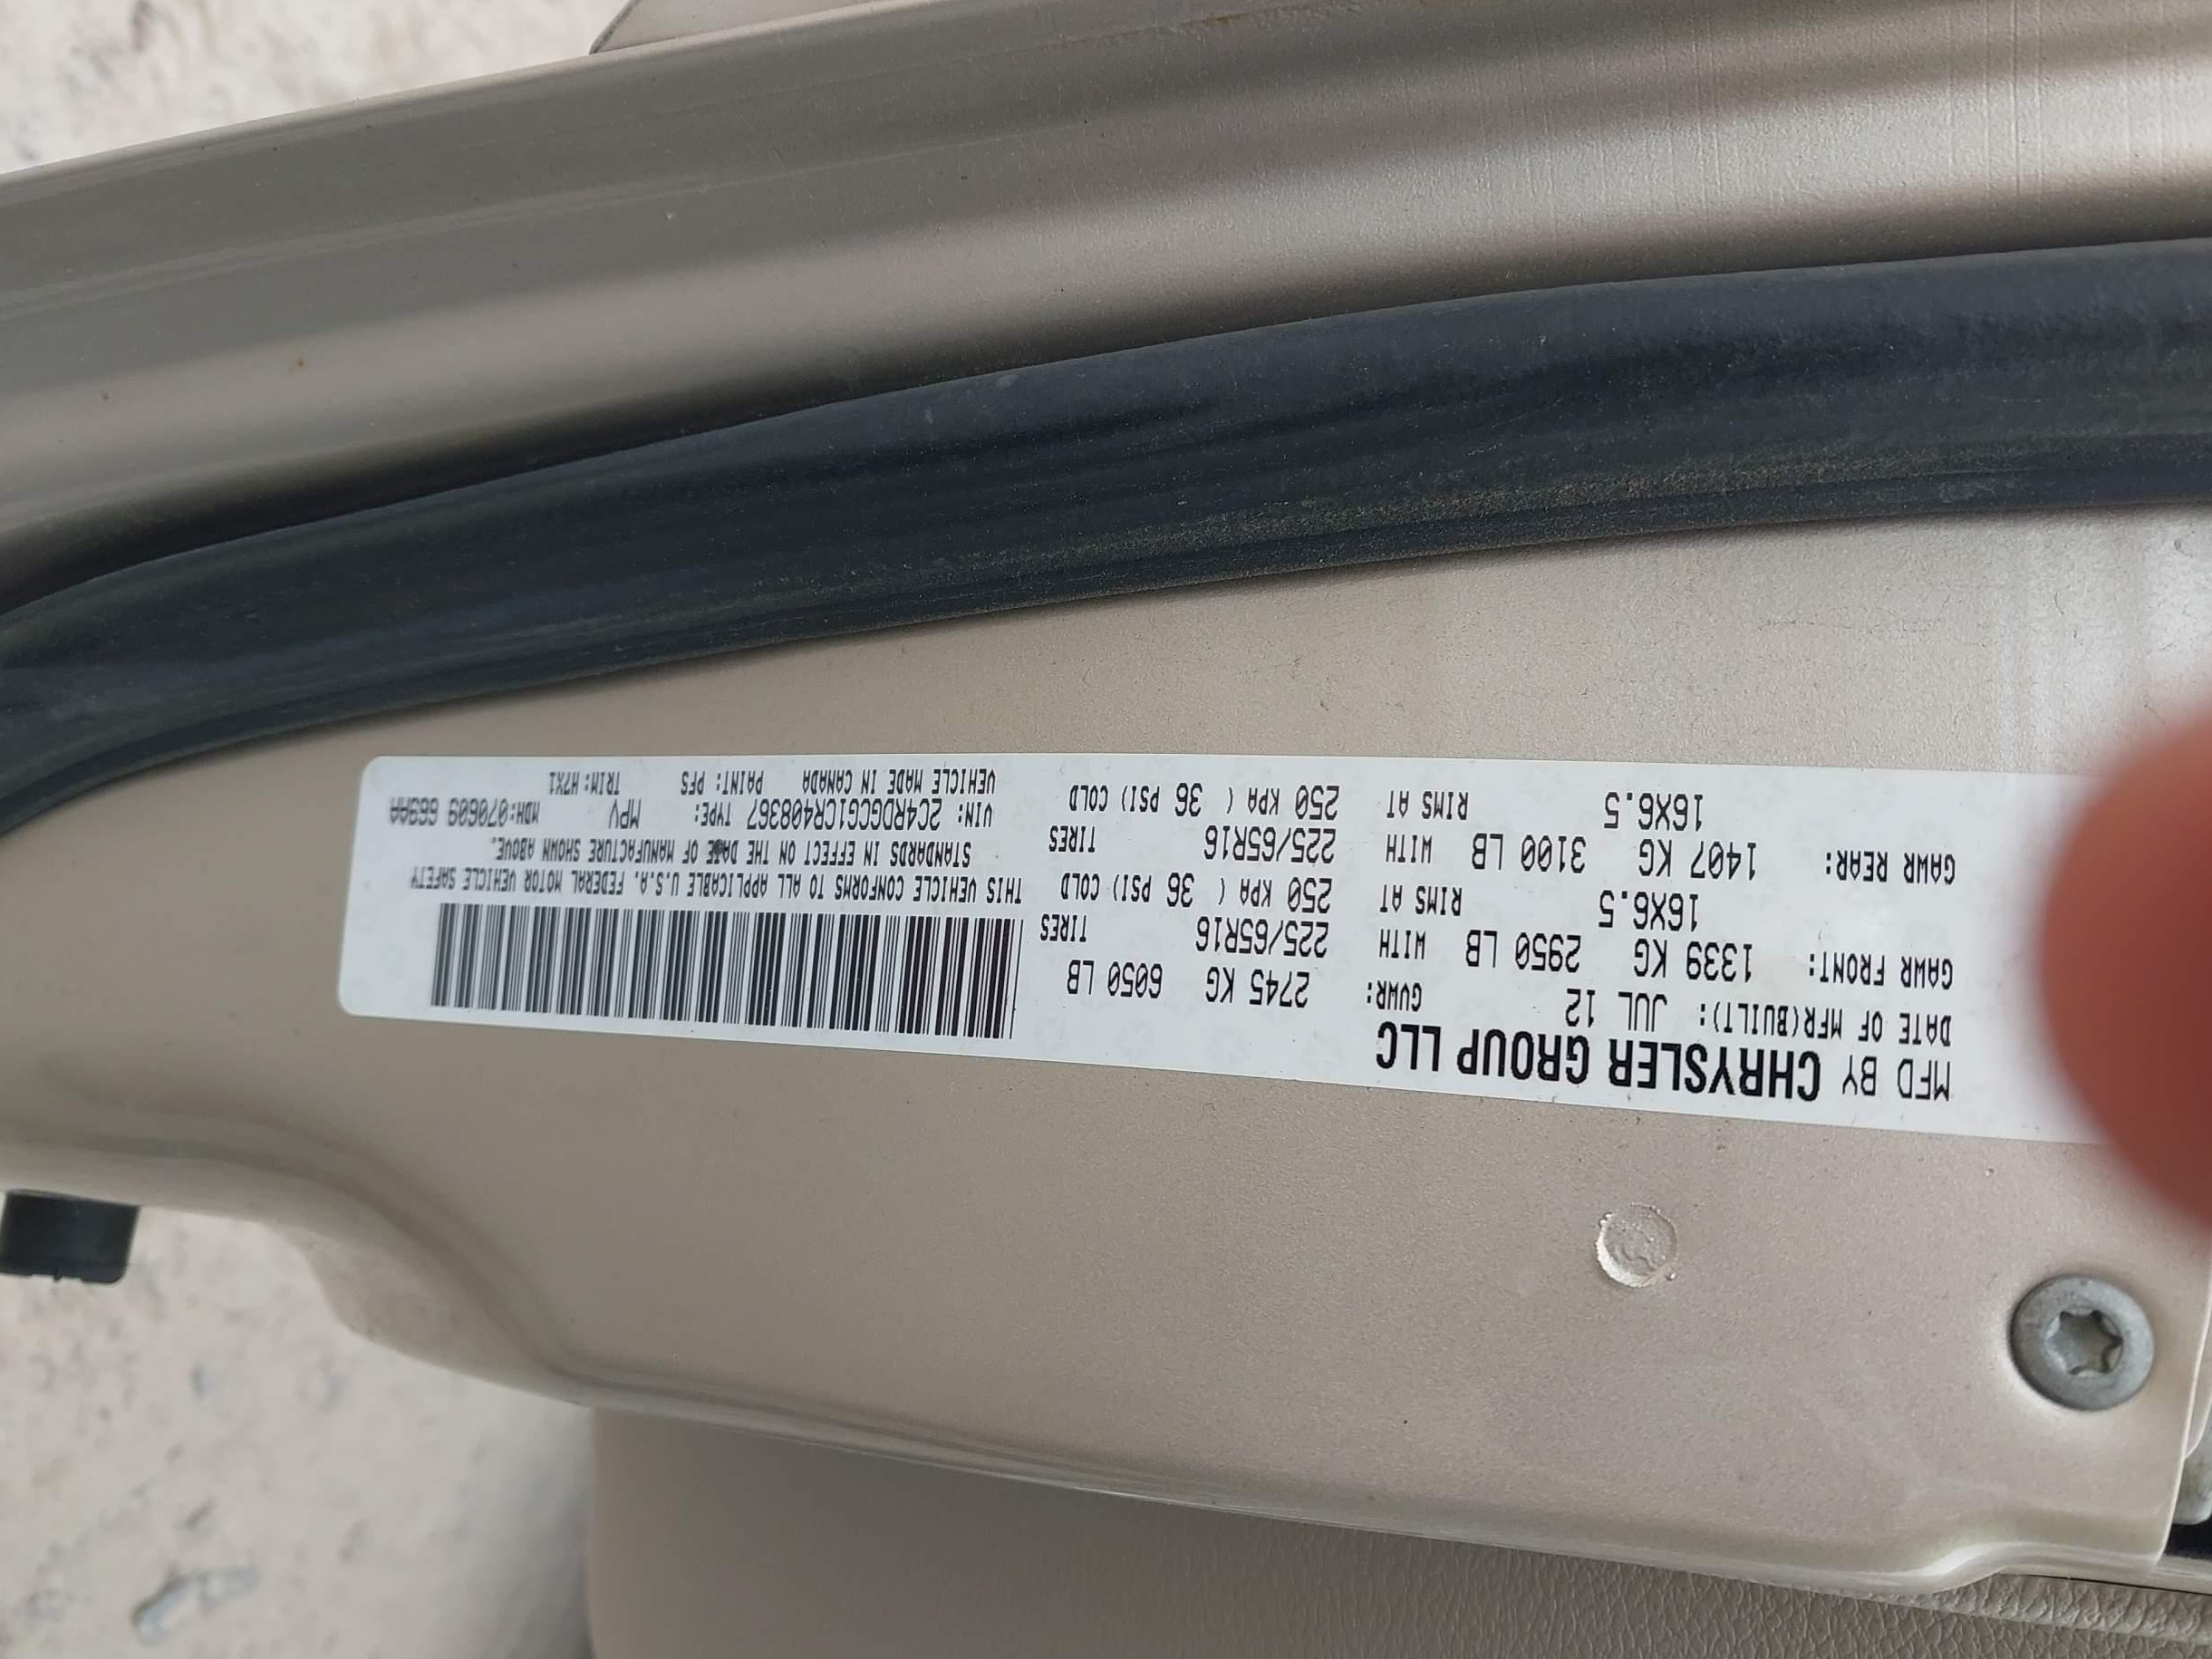 MFD BY CHRYSLER GROUP LLC
DATE OF MFR(BUILT): JUL 12 GVWR: 2745 KG 6050 LB
GAWR FRONT: 1339 KG 2950 LB WITH 225/65R16 TIRES
16X6.5 RIMS AT 250 KPA ( 36 PSI) COLD
GAWR REAR: 1407 KG 3100 LB WITH 225/65R16 TIRES
16X6.5 RIMS AT 250 KPA ( 36 PSI) COLD
THIS VEHICLE CONFORMS TO ALL APPLICABLE U.S.A. FEDERAL MOTOR VEHICLE SAFETY
STANDARDS IN EFFECT ON THE DATE OF MANUFACTURE SHOWN ABOVE.
VIN: 2C4RDGCG1CR408367 TYPE: MPV MDH:070609 669AA
VEHICLE MADE IN CANADA PAINT: PFS TRIM: H7X1